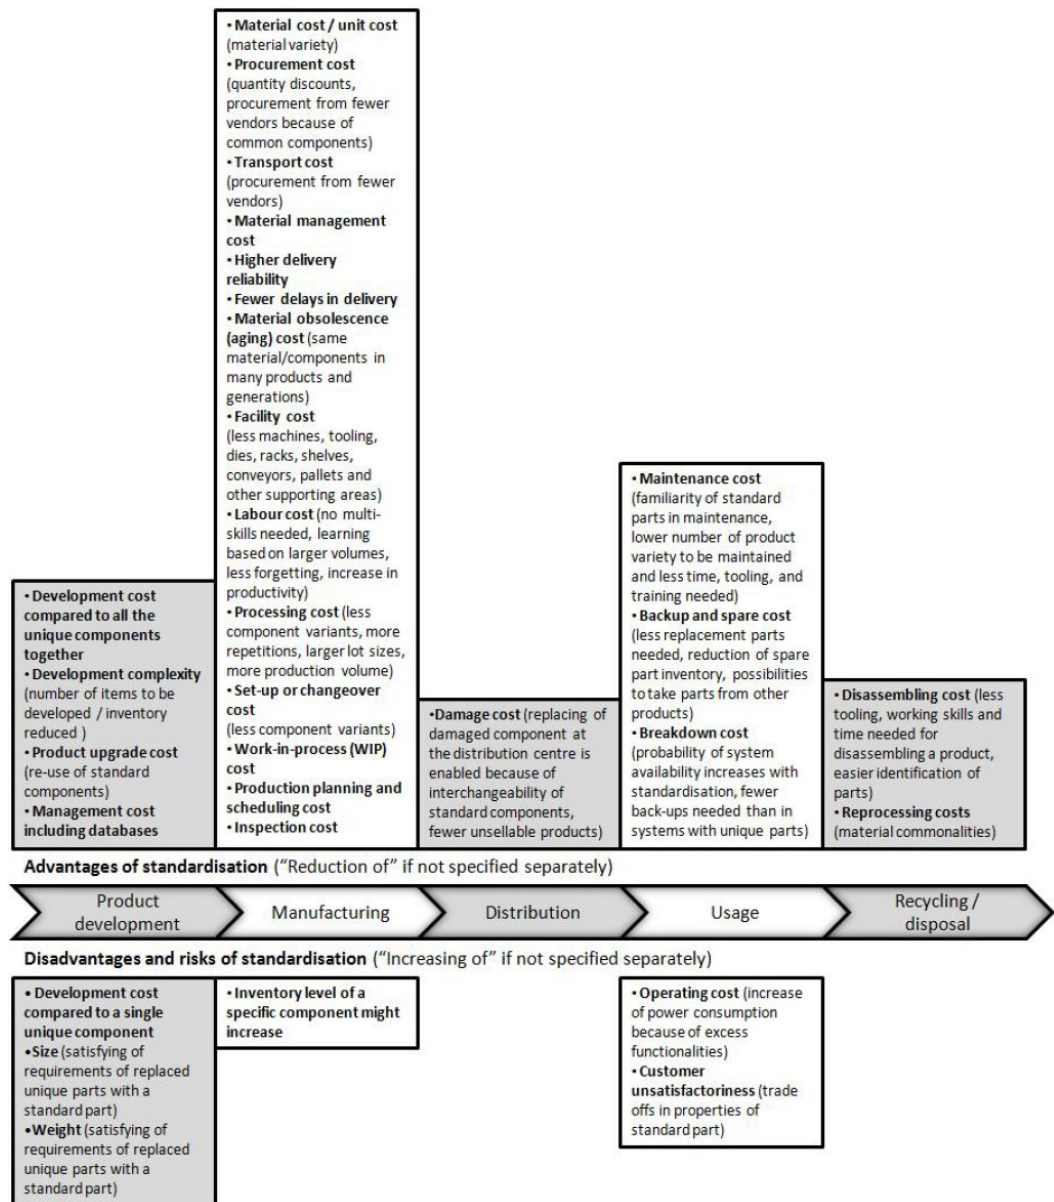 • Development cost
compared to all the
unique components
together
• Development complexity
(number of items to be
developed / inventory
reduced )
• Product upgrade cost
(re-use of standard
components)
• Management cost
including databases
• Material cost / unit cost
(material variety)
• Procurement cost
(quantity discounts,
procurement from fewer
vendors because of
common components)
• Transport cost
(procurement from fewer
vendors)
• Material management
cost
• Higher delivery
reliability
• Fewer delays in delivery
• Material obsolescence
(aging) cost (same
material/components in
many products and
generations)
• Facility cost
(less machines, tooling,
dies, racks, shelves,
conveyors, pallets and
other supporting areas)
• Labour cost (no multi-
skills needed, learning
based on larger volumes,
less forgetting, increase in
productivity)
• Processing cost (less
component variants, more
repetitions, larger lot sizes,
more production volume)
• Set-up or changeover
cost
(less component variants)
• Work-in-process (WIP)
cost
• Production planning and
scheduling cost
• Inspection cost
• Damage cost (replacing of
damaged component at
the distribution centre is
enabled because of
interchangeability of
standard components,
fewer unsellable products)
• Maintenance cost
(familiarity of standard
parts in maintenance,
lower number of product
variety to be maintained
and less time, tooling, and
training needed)
• Backup and spare cost
(less replacement parts
needed, reduction of spare
part inventory, possibilities
to take parts from other
products)
• Breakdown cost
(probability of system
availability increases with
standardisation, fewer
back-ups needed than in
systems with unique parts)
• Disassembling cost (less
tooling, working skills and
time needed for
disassembling a product,
easier identification of
parts)
• Reprocessing costs
(material commonalities)
Advantages of standardisation (“Reduction of” if not specified separately)
Product
development
Manufacturing
Distribution
Usage
Recycling /
disposal
Disadvantages and risks of standardisation (“Increasing of” if not specified separately)
• Development cost
compared to a single
unique component
•Size (satisfying of
requirements of replaced
unique parts with a
standard part)
•Weight (satisfying of
requirements of replaced
unique parts with a
standard part)
• Inventory level of a
specific component might
increase
• Operating cost (increase
of power consumption
because of excess
functionalities)
• Customer
unsatisfactoriness (trade
offs in properties of
standard part)